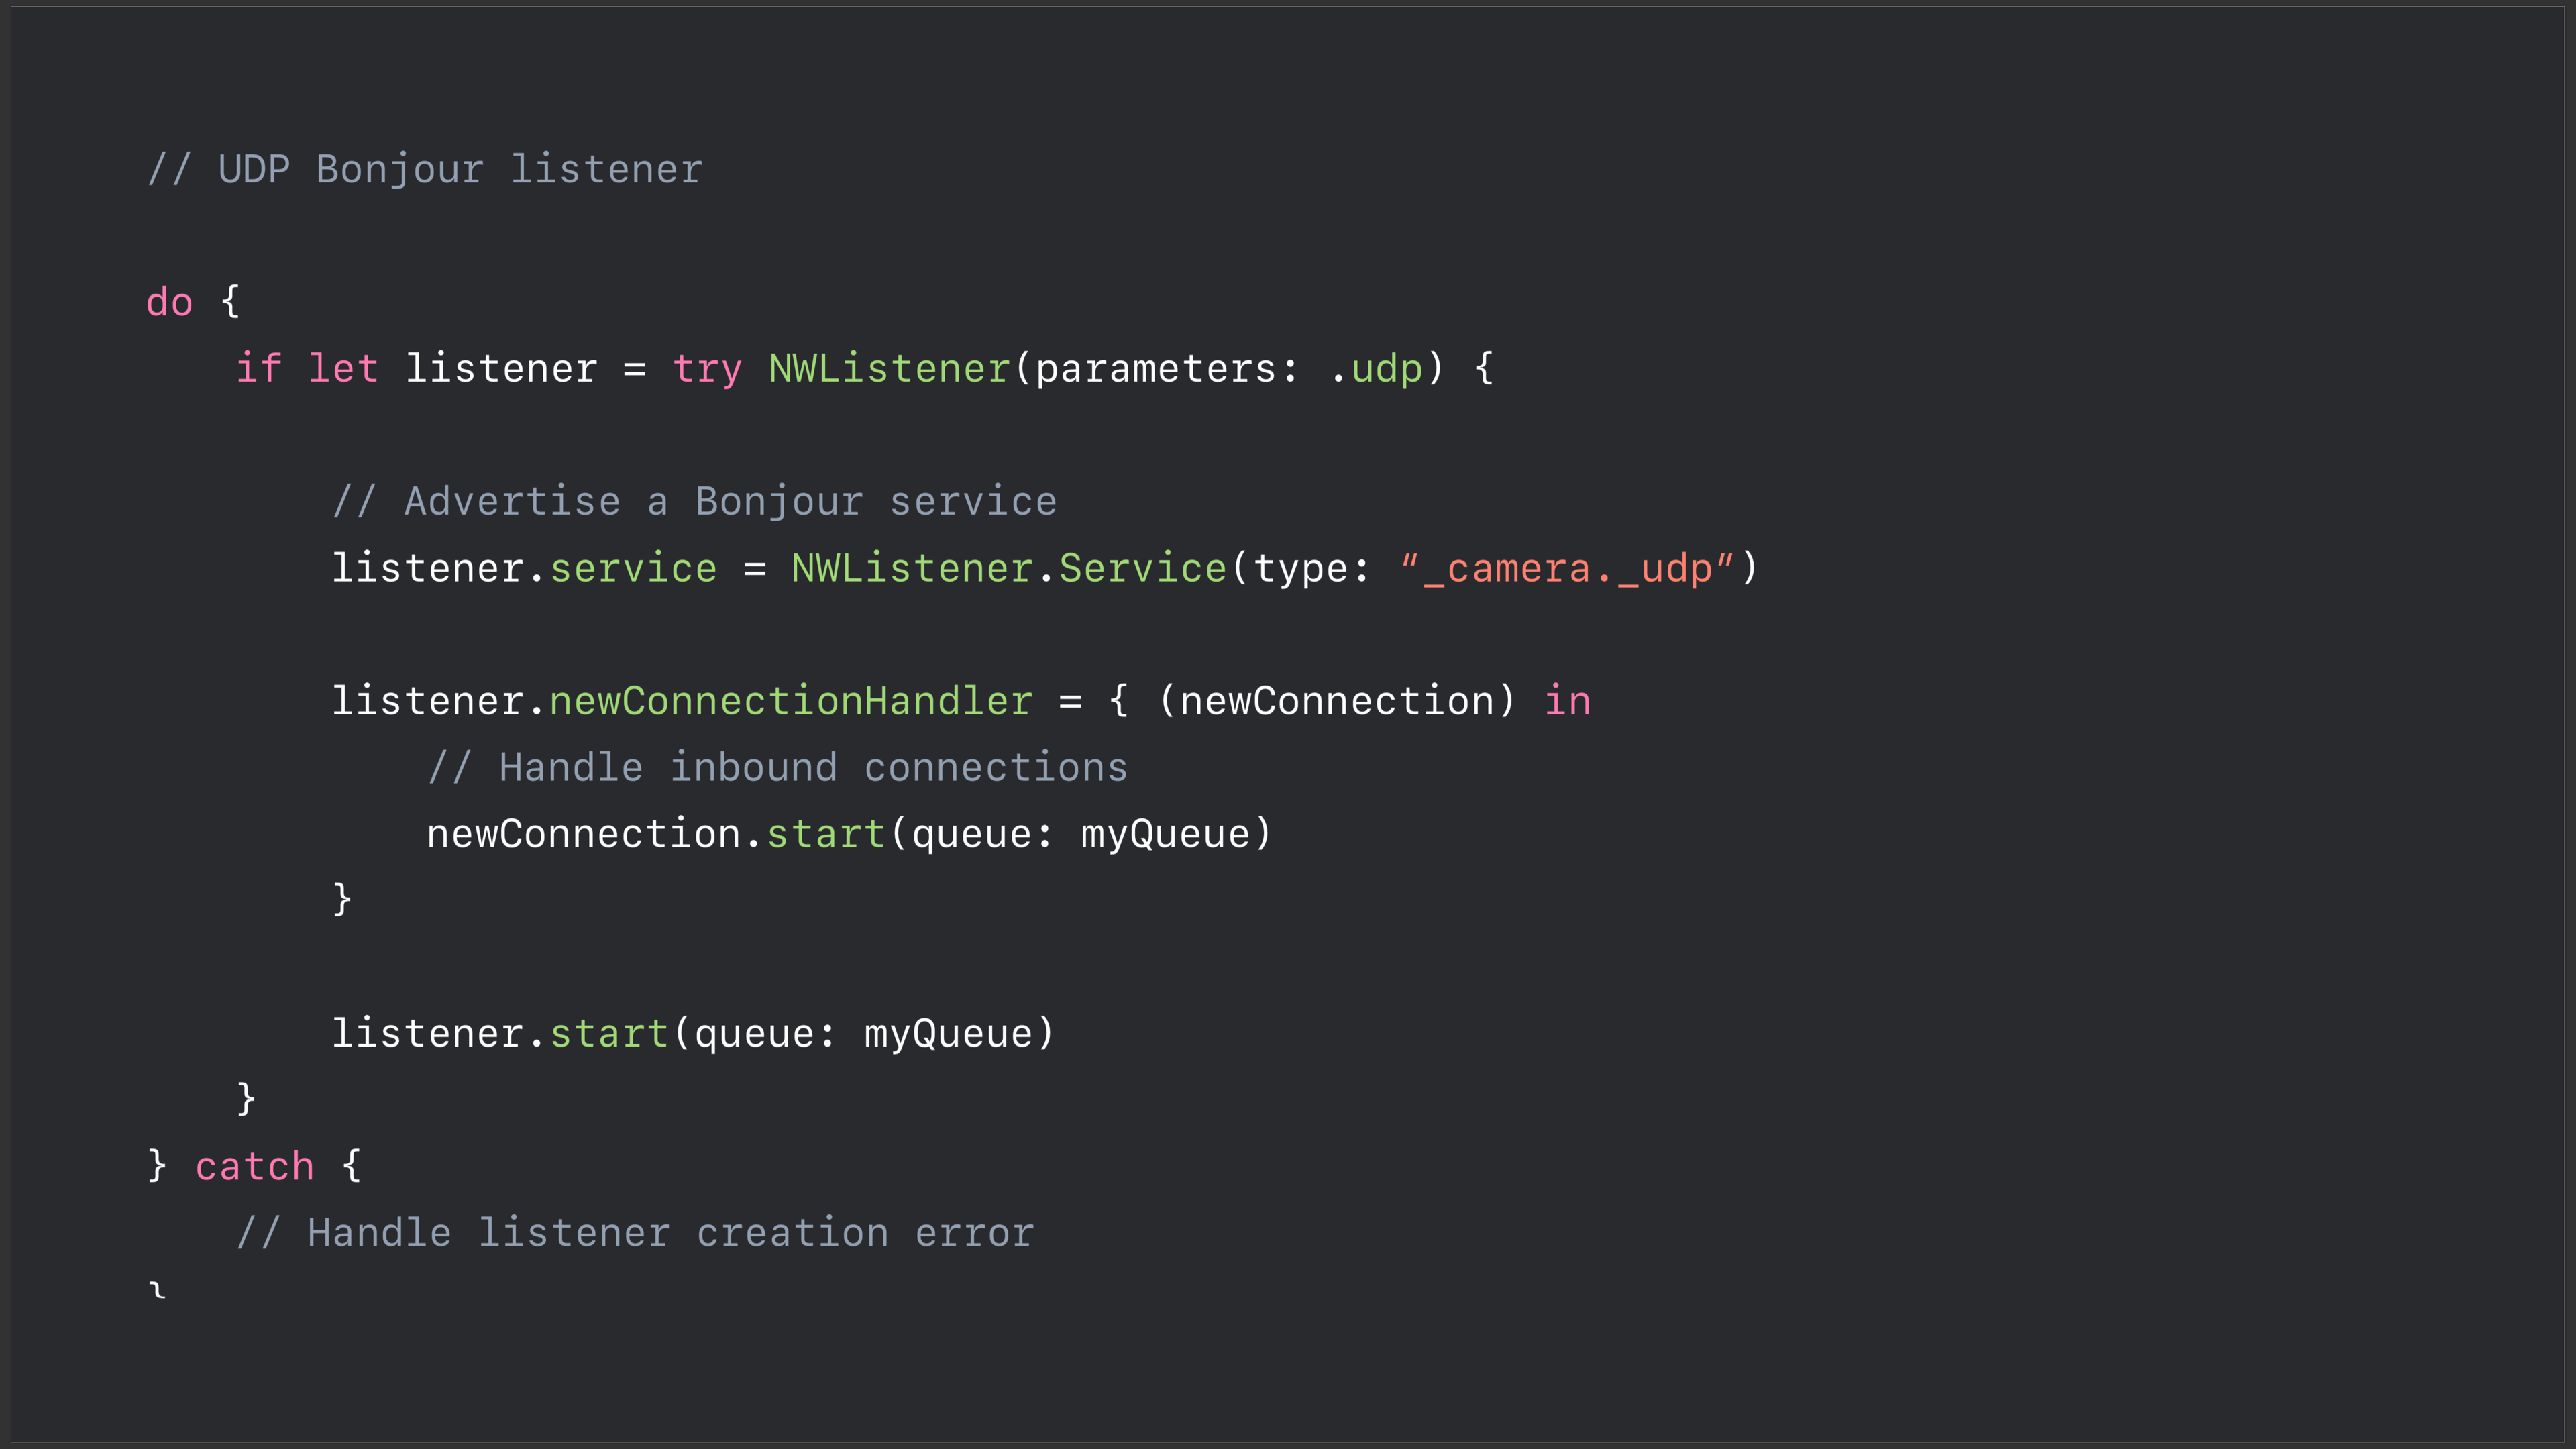 // UDP Bonjour listener
do {
if let listener = try NWListener(parameters: .udp) {
// Advertise a Bonjour service
listener.service = NWListener.Service(type: “_camera._udp”)
listener.newConnectionHandler = { (newConnection) in
// Handle inbound connections
newConnection.start(queue: myQueue)
}
listener.start(queue: myQueue)
}
} catch {
// Handle listener creation error
}